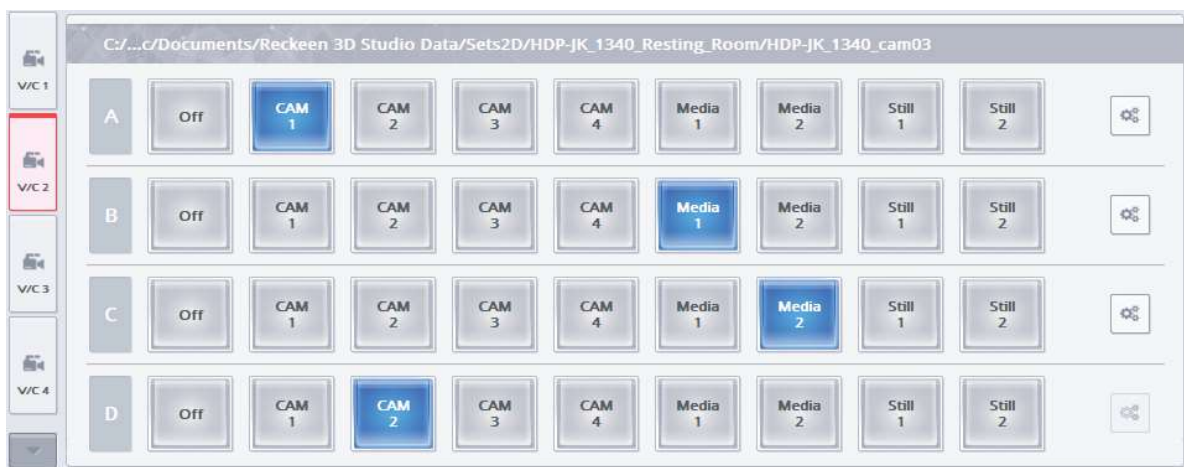 C:/...c/Documents/Reckeen 3D Studio Data/Sets2D/HDP-JK_1340_Resting_Room/HDP-JK_1340_cam03
V/C 1
A Off CAM 1 CAM 2 CAM 3 CAM 4 Media 1 Media 2 Still 1 Still 2
V/C 2
B Off CAM 1 CAM 2 CAM 3 CAM 4 Media 1 Media 2 Still 1 Still 2
V/C 3
C Off CAM 1 CAM 2 CAM 3 CAM 4 Media 1 Media 2 Still 1 Still 2
V/C 4
D Off CAM 1 CAM 2 CAM 3 CAM 4 Media 1 Media 2 Still 1 Still 2